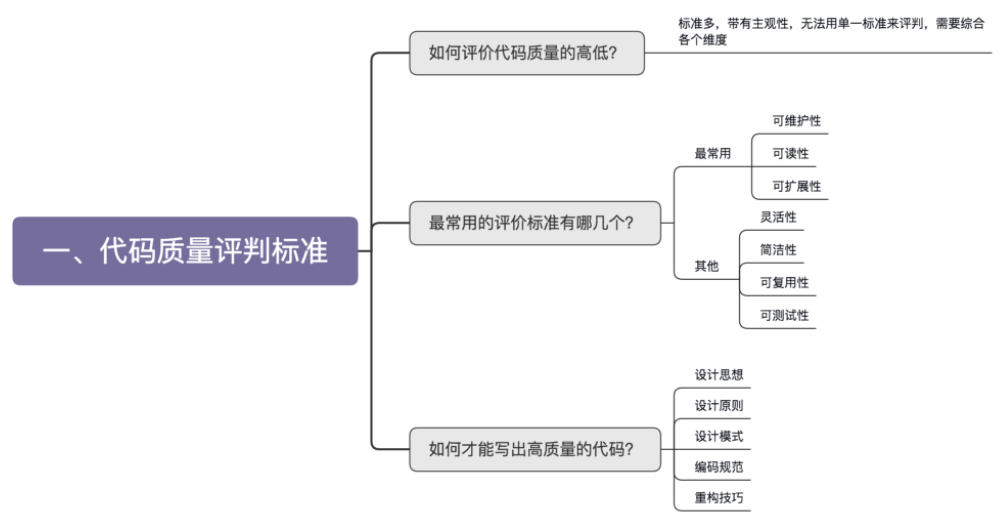 一、代码质量评判标准
如何评价代码质量的高低？
标准多，带有主观性，无法用单一标准来评判，需要综合
各个维度
最常用的评价标准有哪几个？
最常用
可维护性
可读性
可扩展性
其他
灵活性
简洁性
可复用性
可测试性
如何才能写出高质量的代码？
设计思想
设计原则
设计模式
编码规范
重构技巧